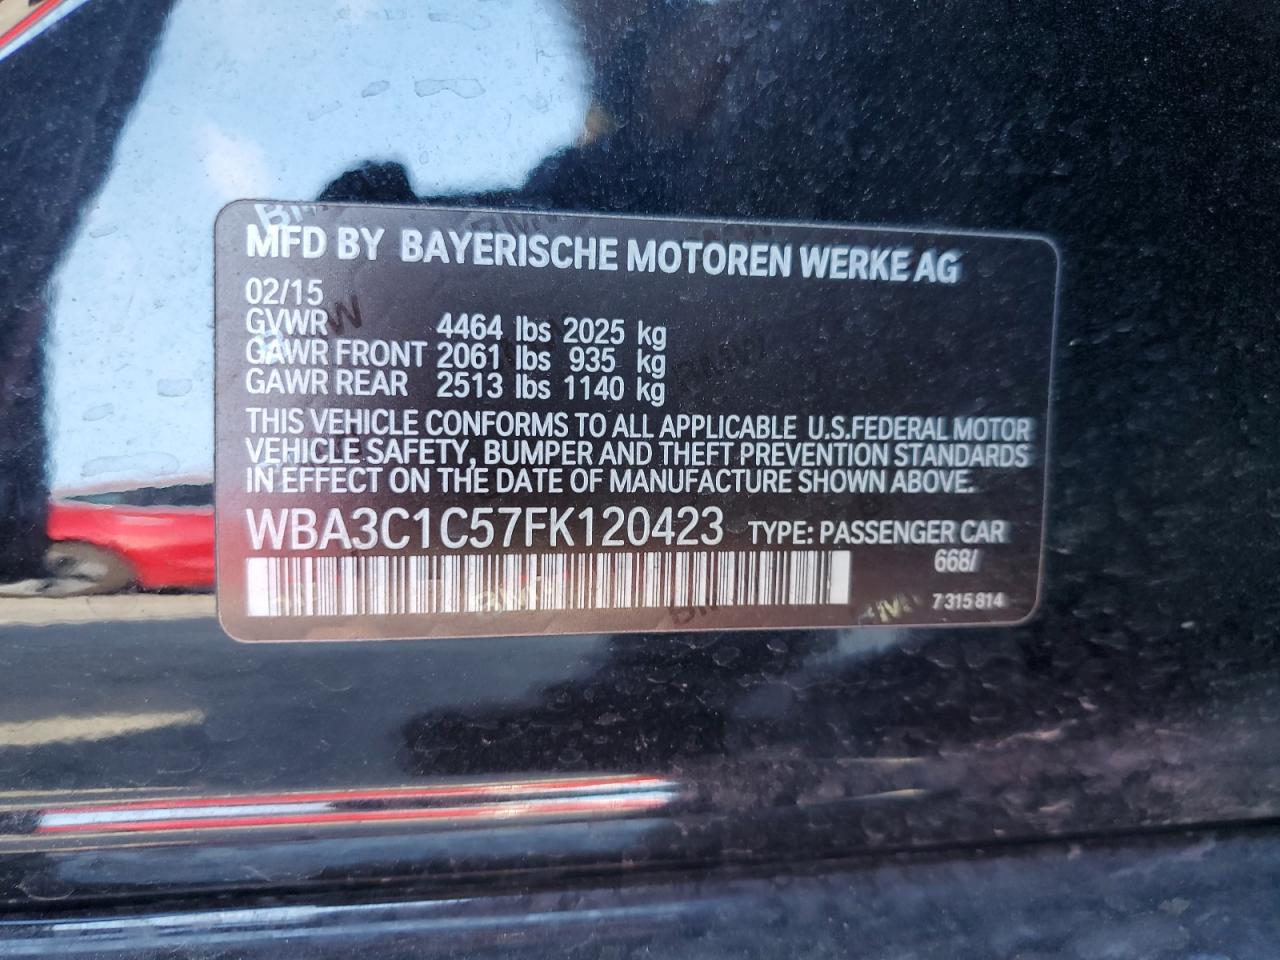 MFD BY BAYERISCHE MOTOREN WERKE AG
02/15
GVWR 4464 lbs 2025 kg
GAWR FRONT 2061 lbs 935 kg
GAWR REAR 2513 lbs 1140 kg
THIS VEHICLE CONFORMS TO ALL APPLICABLE U.S.FEDERAL MOTOR
VEHICLE SAFETY, BUMPER AND THEFT PREVENTION STANDARDS
IN EFFECT ON THE DATE OF MANUFACTURE SHOWN ABOVE.
WBA3C1C57FK120423 TYPE: PASSENGER CAR
668/
7 315 814